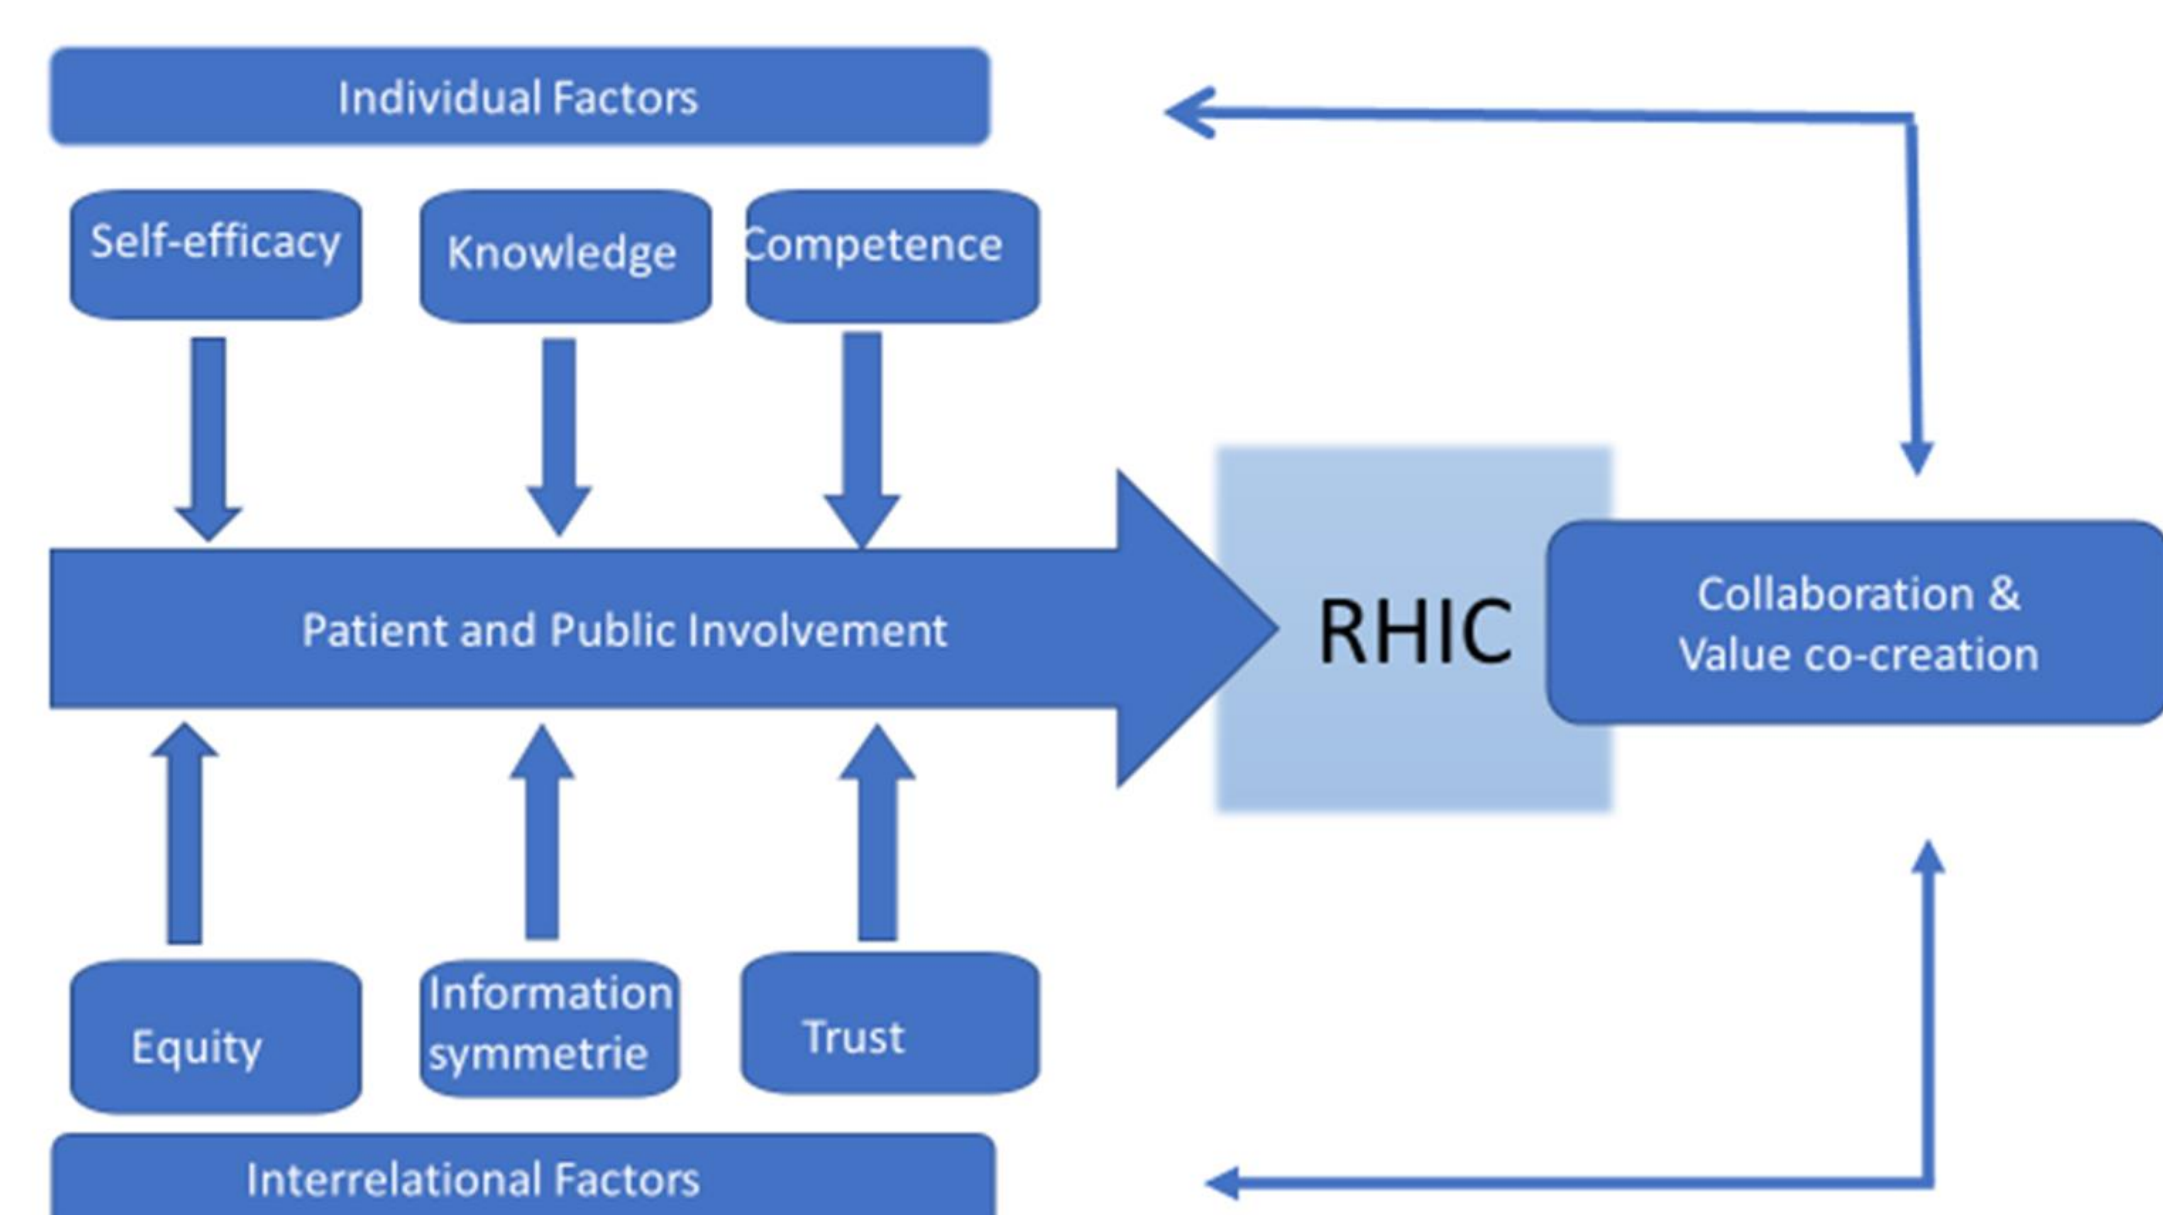 Individual Factors
Self-efficacy
Knowledge
Competence
Patient and Public Involvement
RHIC
Collaboration &
Value co-creation
Equity
Information
symmetrie
Trust
Interrelational Factors